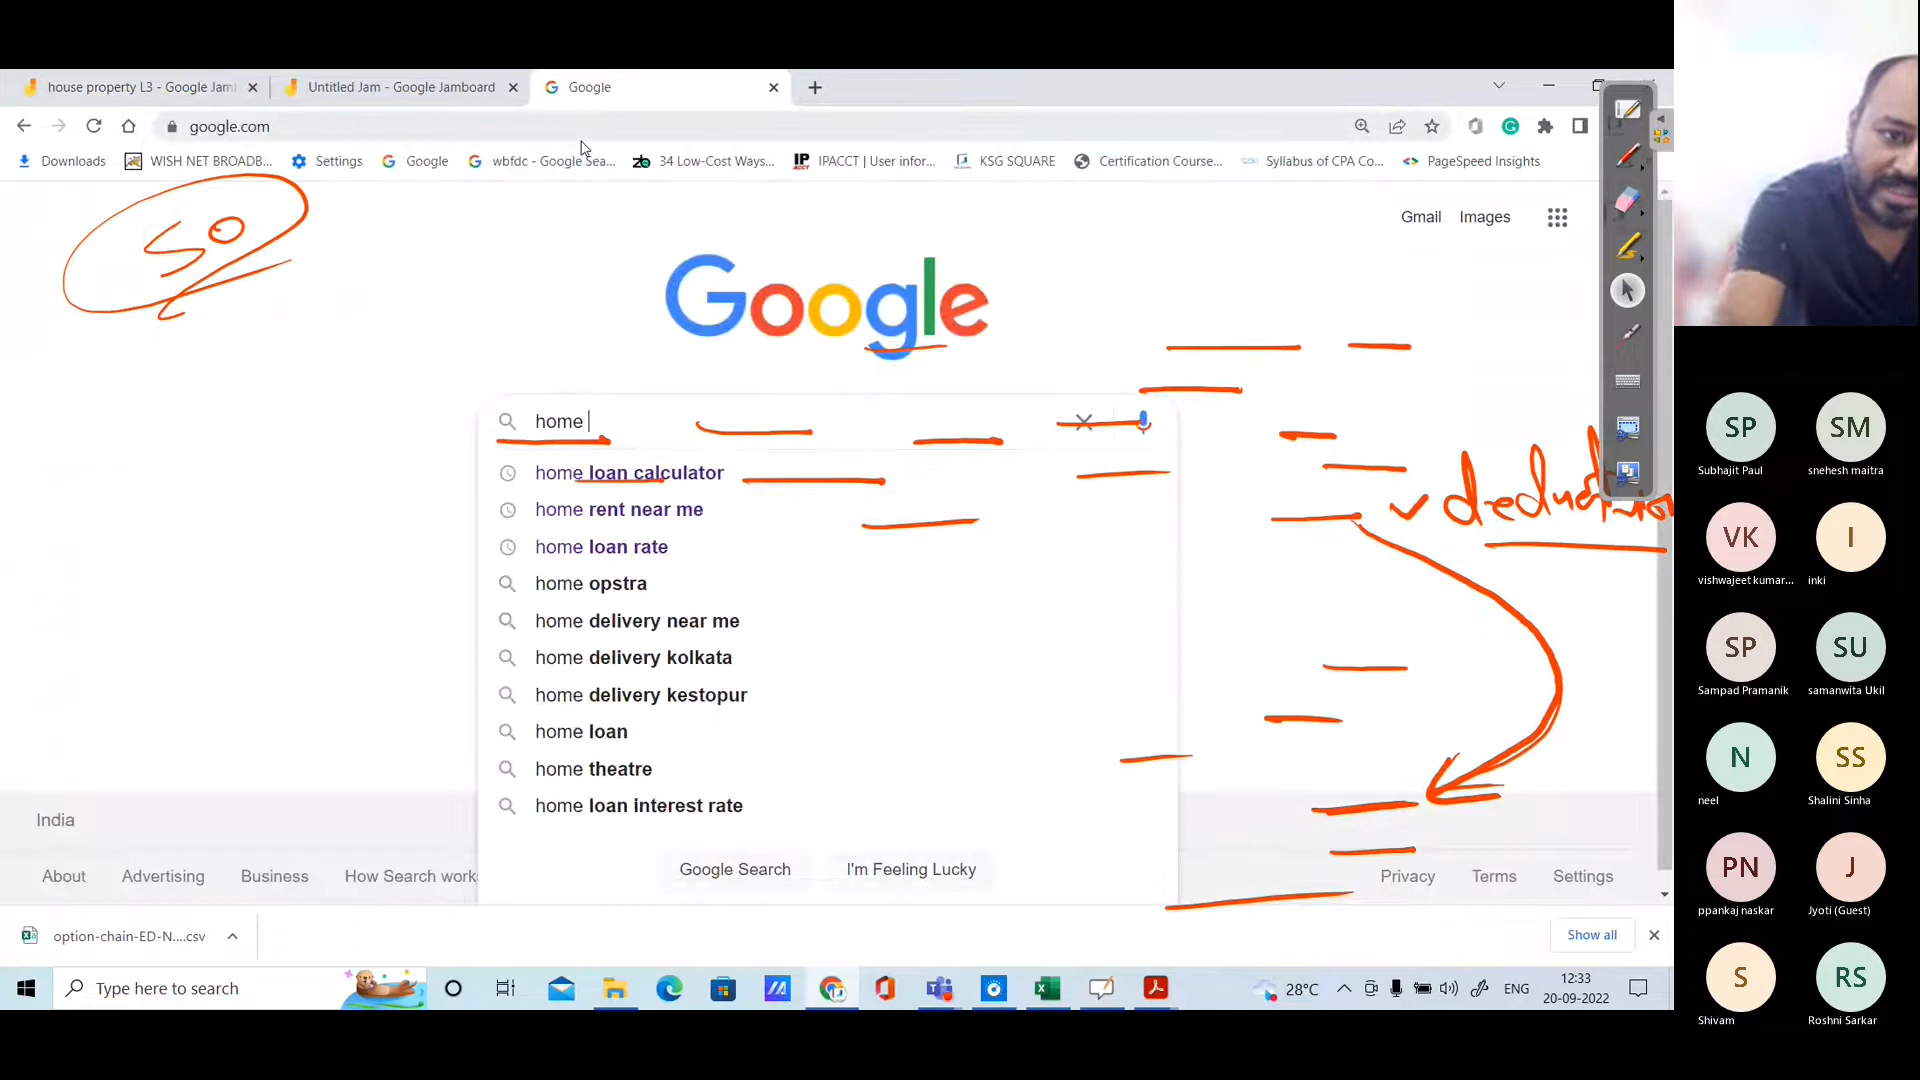 house property L3 - Google Jam
Untitled Jam - Google Jamboard
Google
google.com
Downloads
WISH NET BROADB...
Settings
Google
wbfdc - Google Sea...
34 Low-Cost Ways...
IPACCT | User infor...
KSG SQUARE
Certification Course...
Syllabus of CPA Co...
PageSpeed Insights
Gmail
Images
Google
home
home loan calculator
home rent near me
home loan rate
home opstra
home delivery near me
home delivery kolkata
home delivery kestopur
home loan
home theatre
home loan interest rate
Google Search
I'm Feeling Lucky
deduction
India
About
Advertising
Business
How Search work
Privacy
Terms
Settings
option-chain-ED-N....csv
Show all
Type here to search
28°C
ENG
12:33
20-09-2022
SP
Subhajit Paul
SM
snehesh maitra
VK
vishwajeet kumar...
I
inki
SP
Sampad Pramanik
SU
samanwita Ukil
N
neel
SS
Shalini Sinha
PN
ppankaj naskar
J
Jyoti (Guest)
S
Shivam
RS
Roshni Sarkar